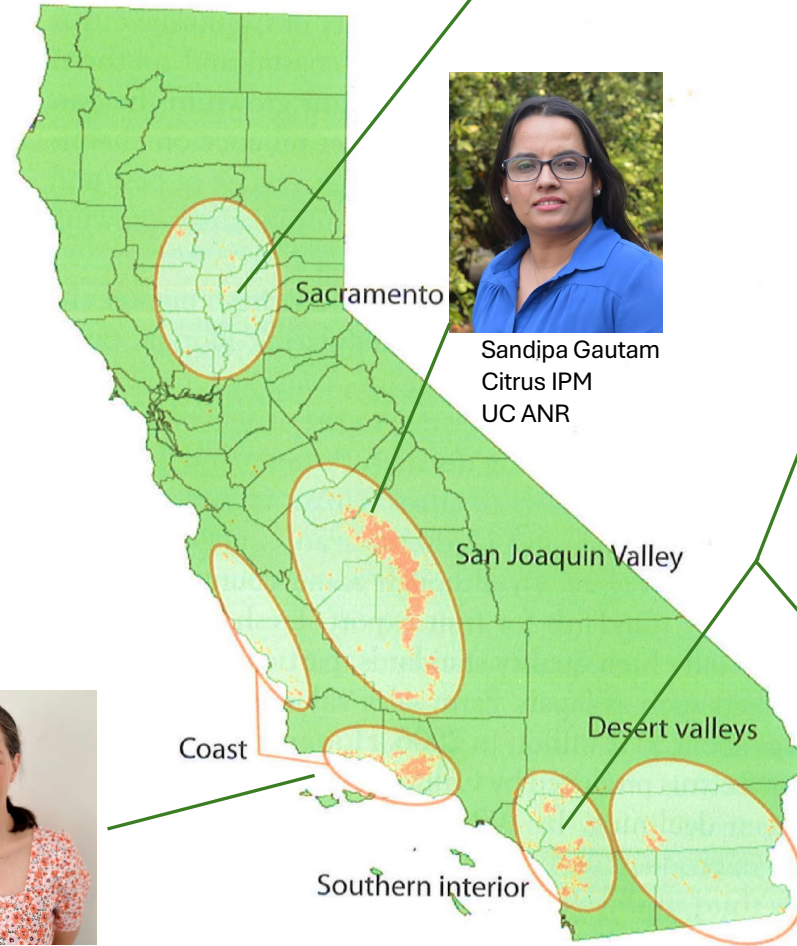 Sacramento
Sandipa Gautam
Citrus IPM
UC ANR
San Joaquin Valley
Desert valleys
Coast
Southern interior